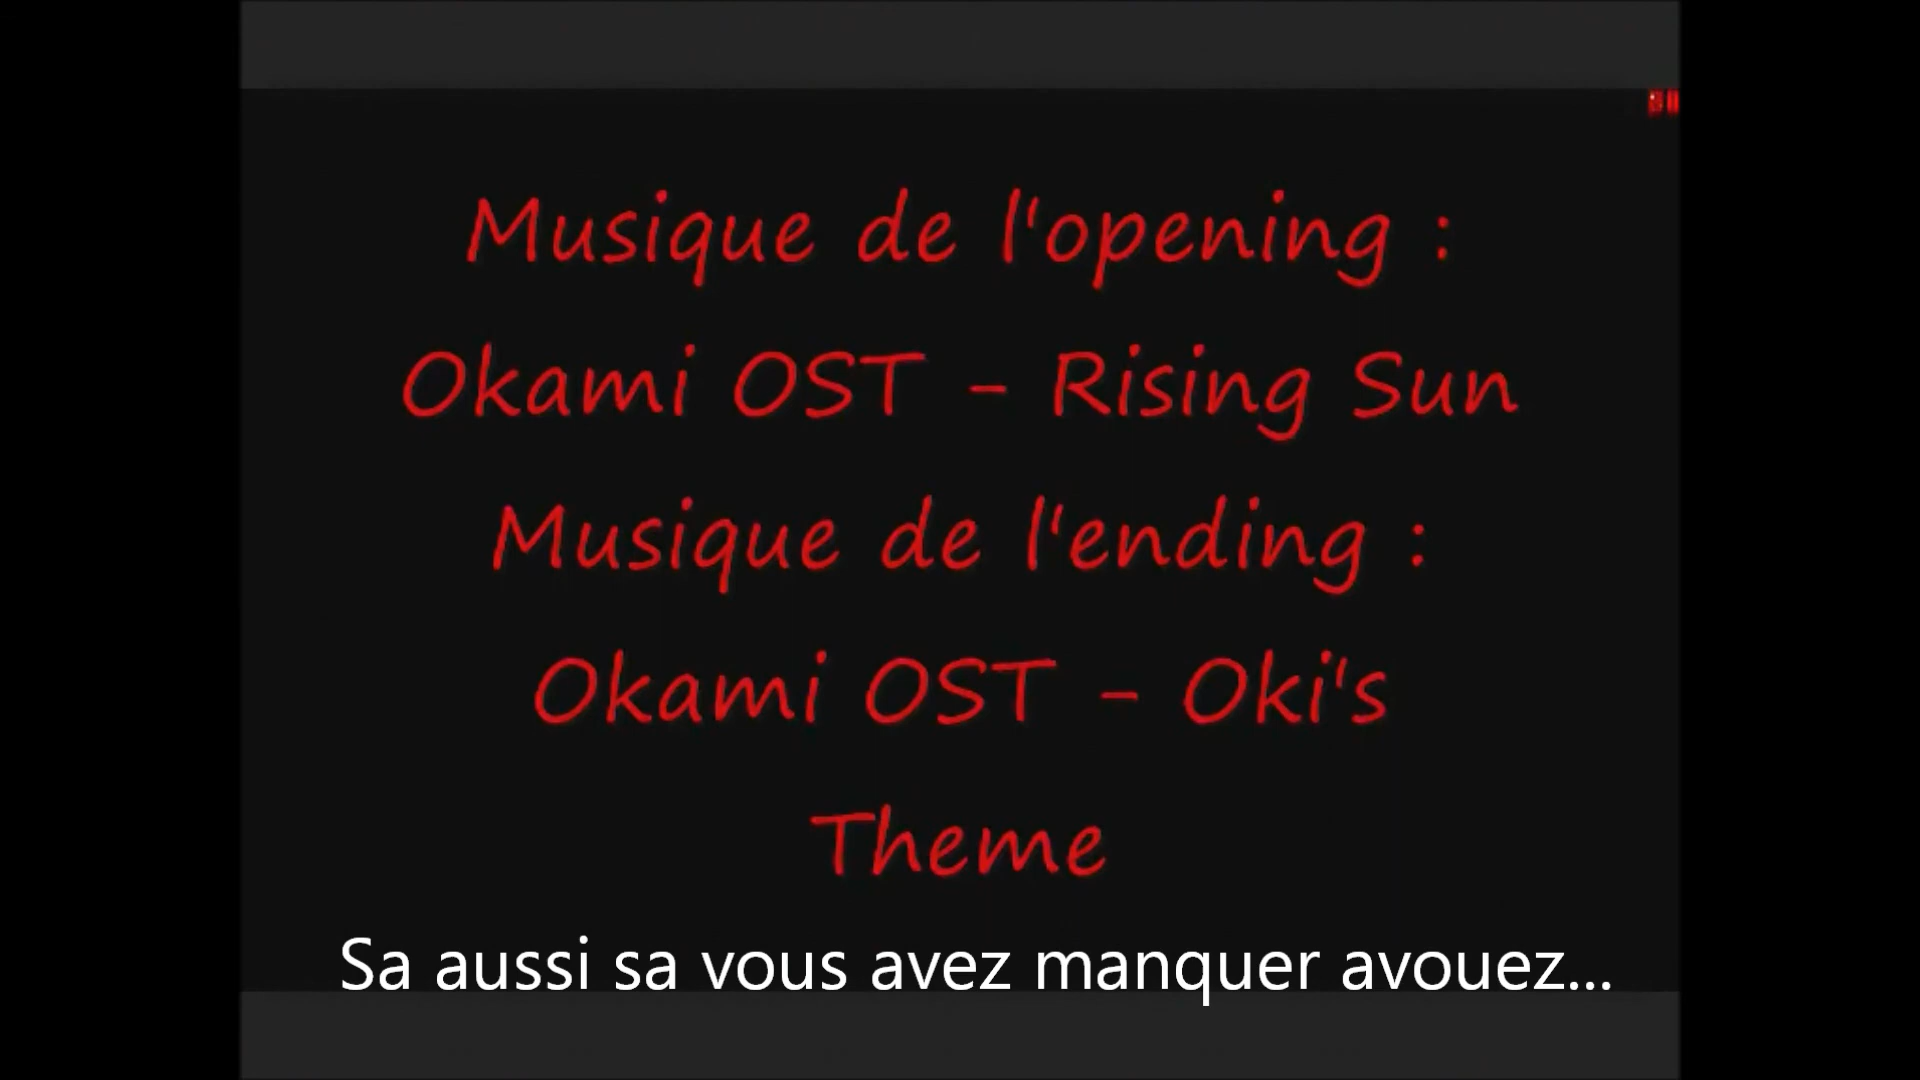 Musique de l'opening :
Okami OST - Rising Sun
Musique de l'ending :
Okami OST - Oki's
Theme
Sa aussi sa vous avez manquer avouez...